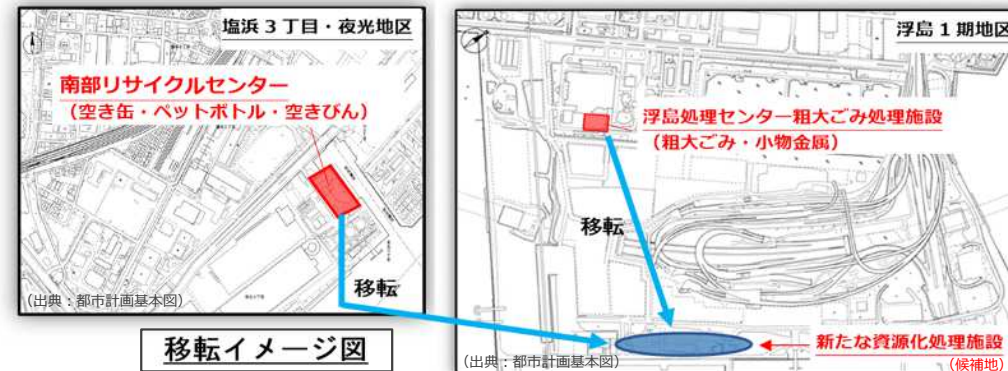 塩浜 3 丁目・夜光地区
南部リサイクルセンター
（空き缶・ペットボトル・空きびん）
移転
（出典：都市計画基本図）
移転イメージ図
浮島 1 期地区
浮島処理センター粗大ごみ処理施設
（粗大ごみ・小物金属）
移転
新たな資源化処理施設
（候補地）
（出典：都市計画基本図）